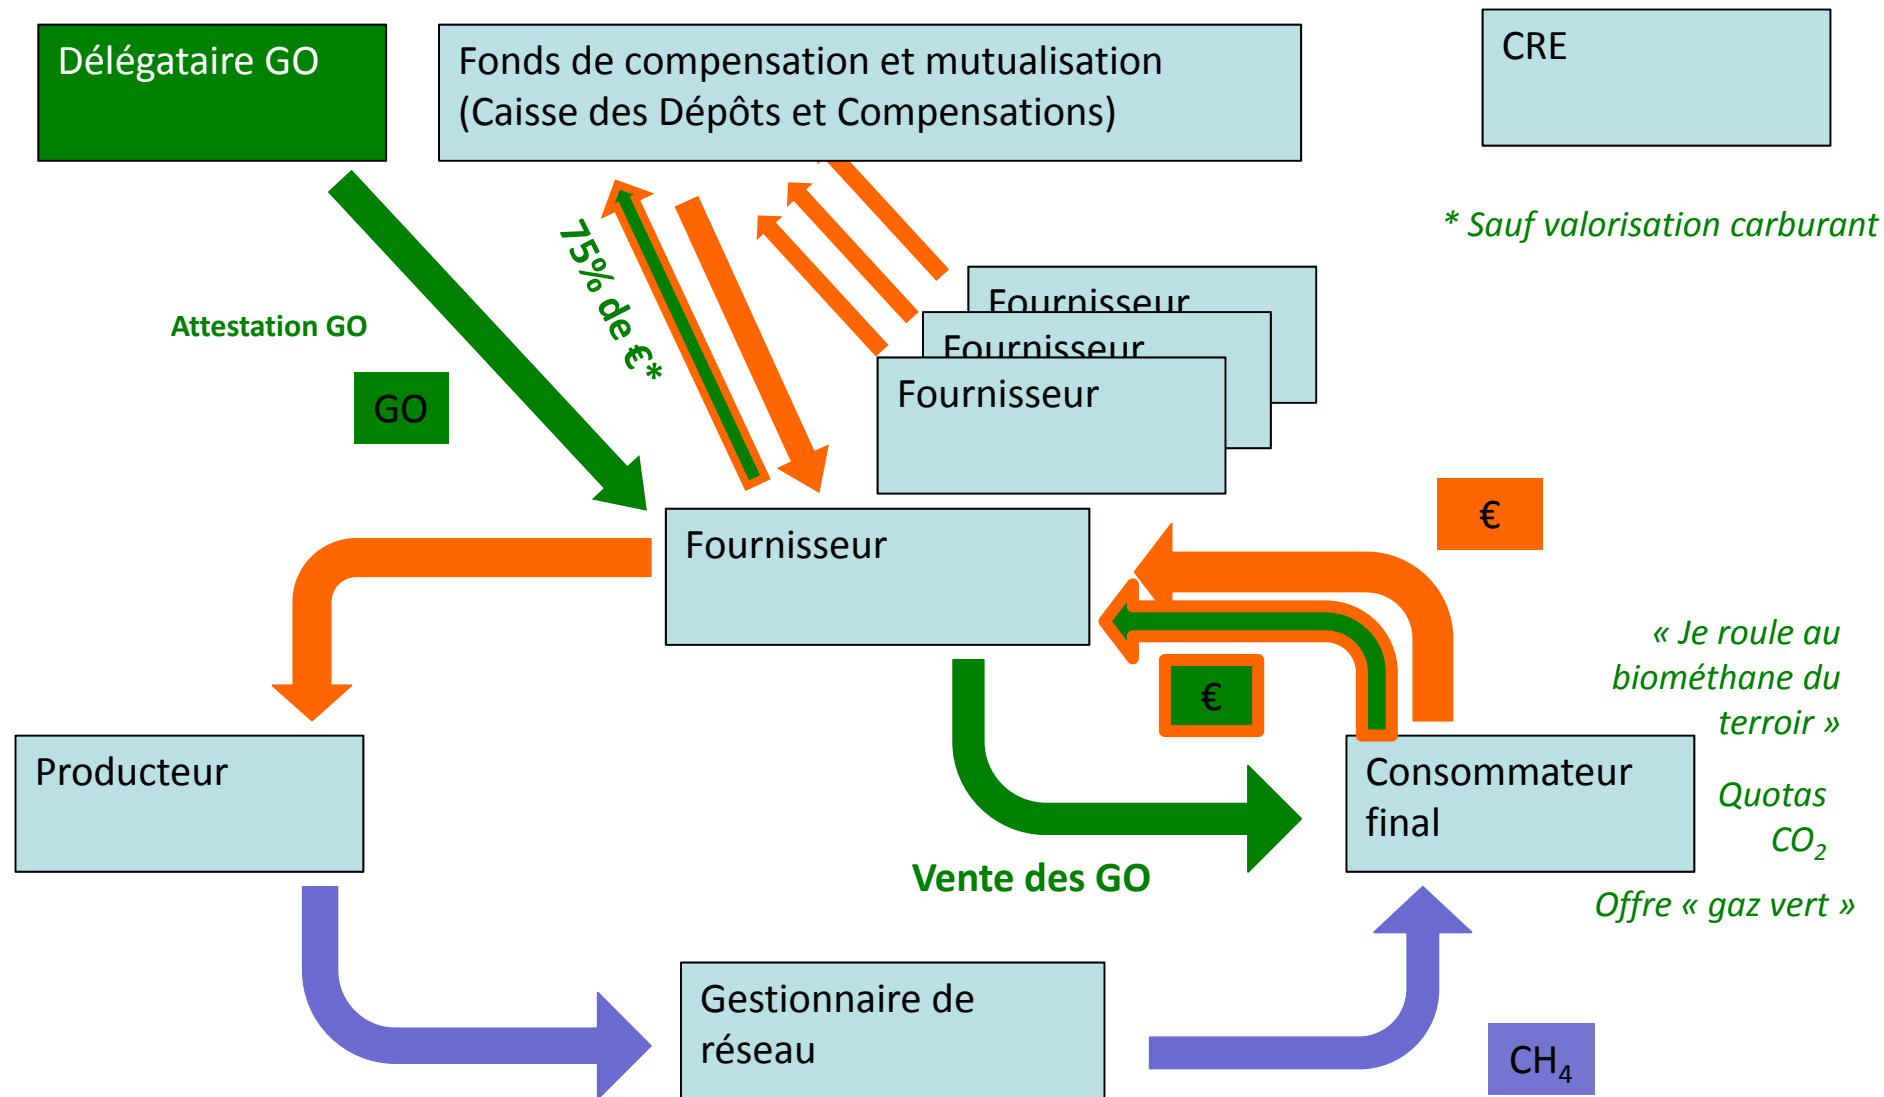 Délégataire GO
Fonds de compensation et mutualisation
(Caisse des Dépôts et Compensations)
CRE
* Sauf valorisation carburant
75% de €*
Attestation GO
GO
Fournisseur
Fournisseur
Fournisseur
Fournisseur
€
€
« Je roule au
biométhane du
terroir »
Producteur
Consommateur
final
Quotas
CO₂
Vente des GO
Offre « gaz vert »
Gestionnaire de
réseau
CH₄